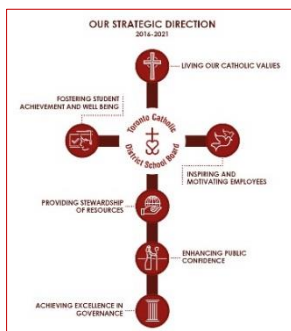 OUR STRATEGIC DIRECTION
2016-2021
LIVING OUR CATHOLIC VALUES
FOSTERING STUDENT
ACHIEVEMENT AND WELL BEING
Toronto Catholic
District School Board
INSPIRING AND
MOTIVATING EMPLOYEES
PROVIDING STEWARDSHIP
OF RESOURCES
ENHANCING PUBLIC
CONFIDENCE
ACHIEVING EXCELLENCE IN
GOVERNANCE